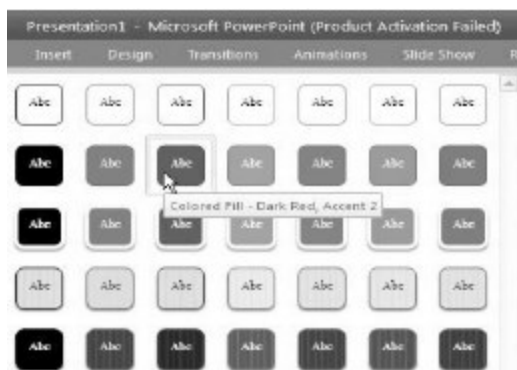 Presentation1 - Microsoft PowerPoint (Product Activation Failed)
Insert Design Transitions Animations Slide Show R
Abc Abc Abc Abc Abc Abc Abc
Abc Abc Abc Abc Abc Abc Abc
Colored Fill - Dark Red, Accent 2
Abc Abc Abc Abc Abc Abc Abc
Abc Abc Abc Abc Abc Abc Abc
Abc Abc Abc Abc Abc Abc Abc